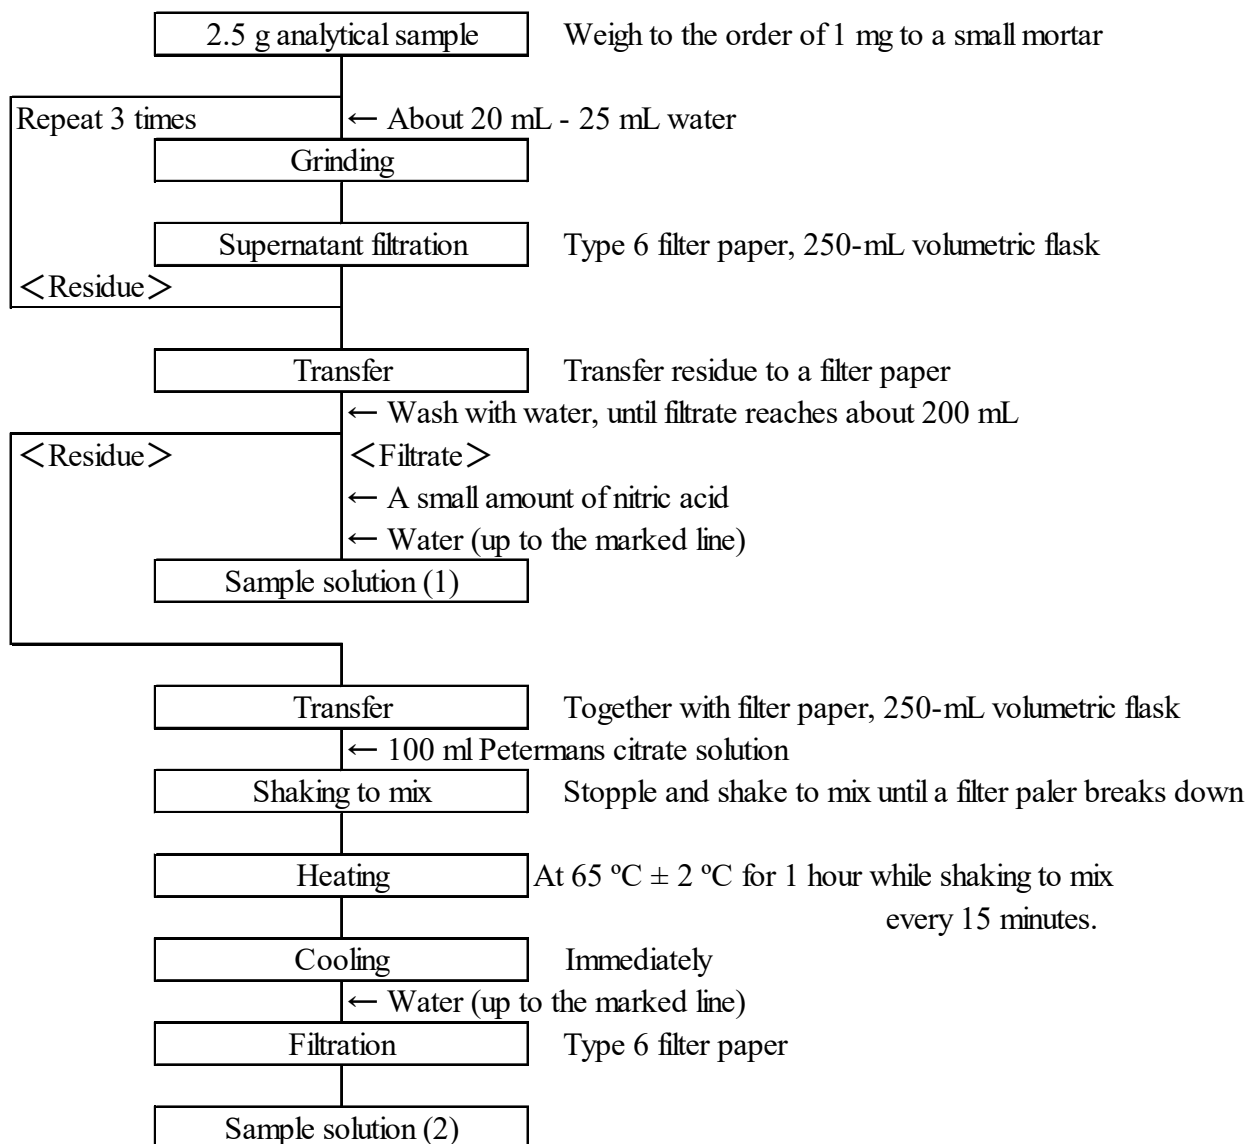 2.5 g analytical sample Weigh to the order of 1 mg to a small mortar
Repeat 3 times ← About 20 mL - 25 mL water
Grinding
Supernatant filtration Type 6 filter paper, 250-mL volumetric flask
＜Residue＞
Transfer Transfer residue to a filter paper
← Wash with water, until filtrate reaches about 200 mL
＜Residue＞ ＜Filtrate＞
← A small amount of nitric acid
← Water (up to the marked line)
Sample solution (1)
Transfer Together with filter paper, 250-mL volumetric flask
← 100 ml Petermans citrate solution
Shaking to mix Stopple and shake to mix until a filter paler breaks down
Heating At 65 ºC ± 2 ºC for 1 hour while shaking to mix
every 15 minutes.
Cooling Immediately
← Water (up to the marked line)
Filtration Type 6 filter paper
Sample solution (2)